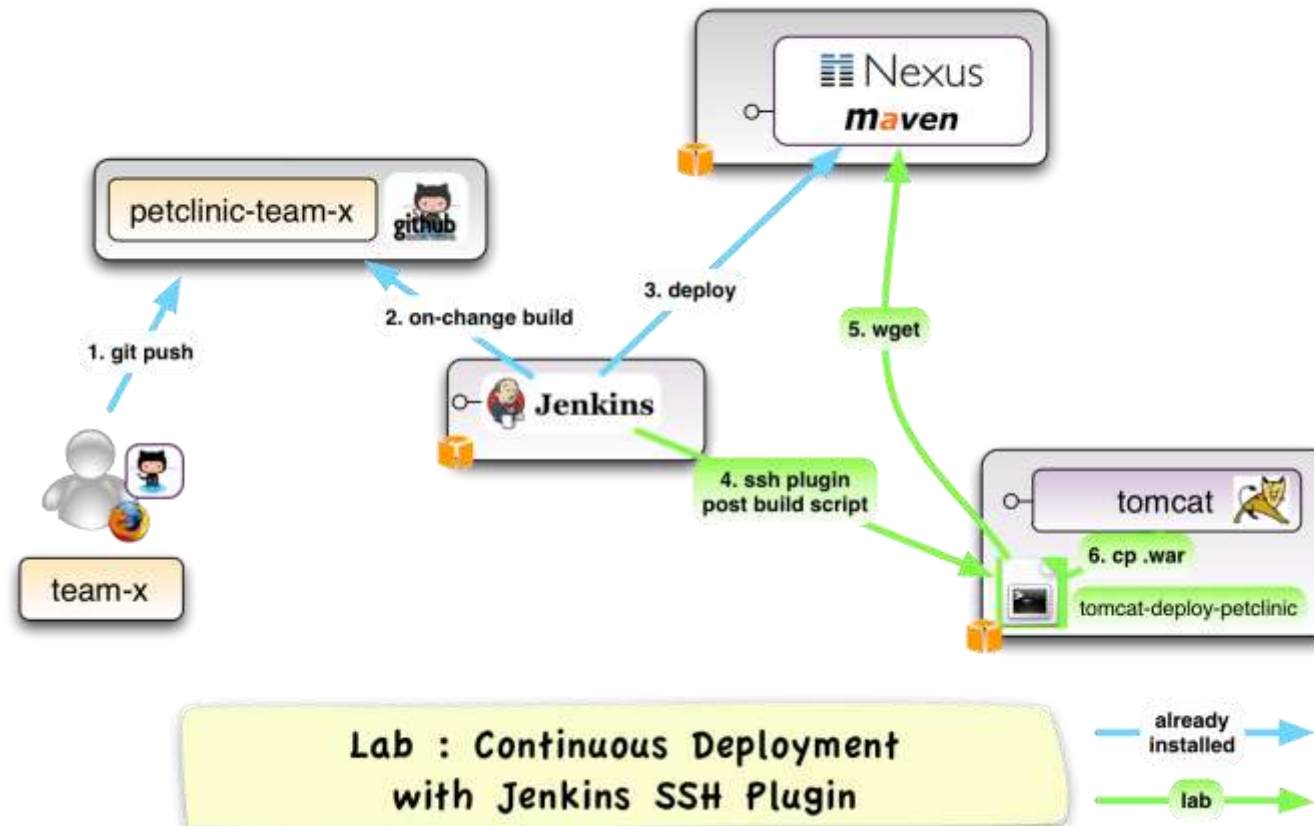 Nexus
maven
petclinic-team-x
github
3. deploy
2. on-change build
1. git push
5. wget
Jenkins
4. ssh plugin
post build script
tomcat
6. cp .war
team-x
tomcat-deploy-petclinic
Lab : Continuous Deployment
with Jenkins SSH Plugin
already
installed
lab